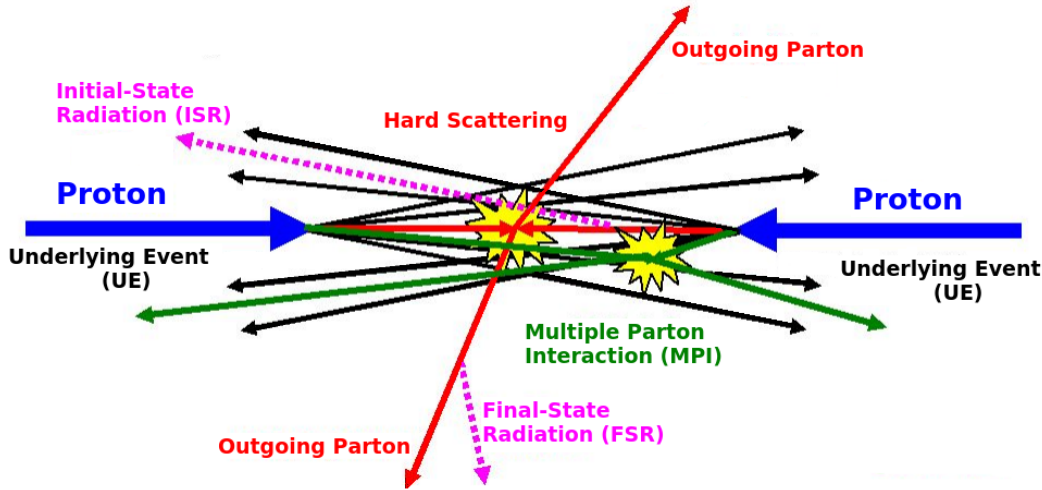 Outgoing Parton
Initial-State
Radiation (ISR)
Hard Scattering
Proton
Proton
Underlying Event
(UE)
Underlying Event
(UE)
Multiple Parton
Interaction (MPI)
Final-State
Radiation (FSR)
Outgoing Parton